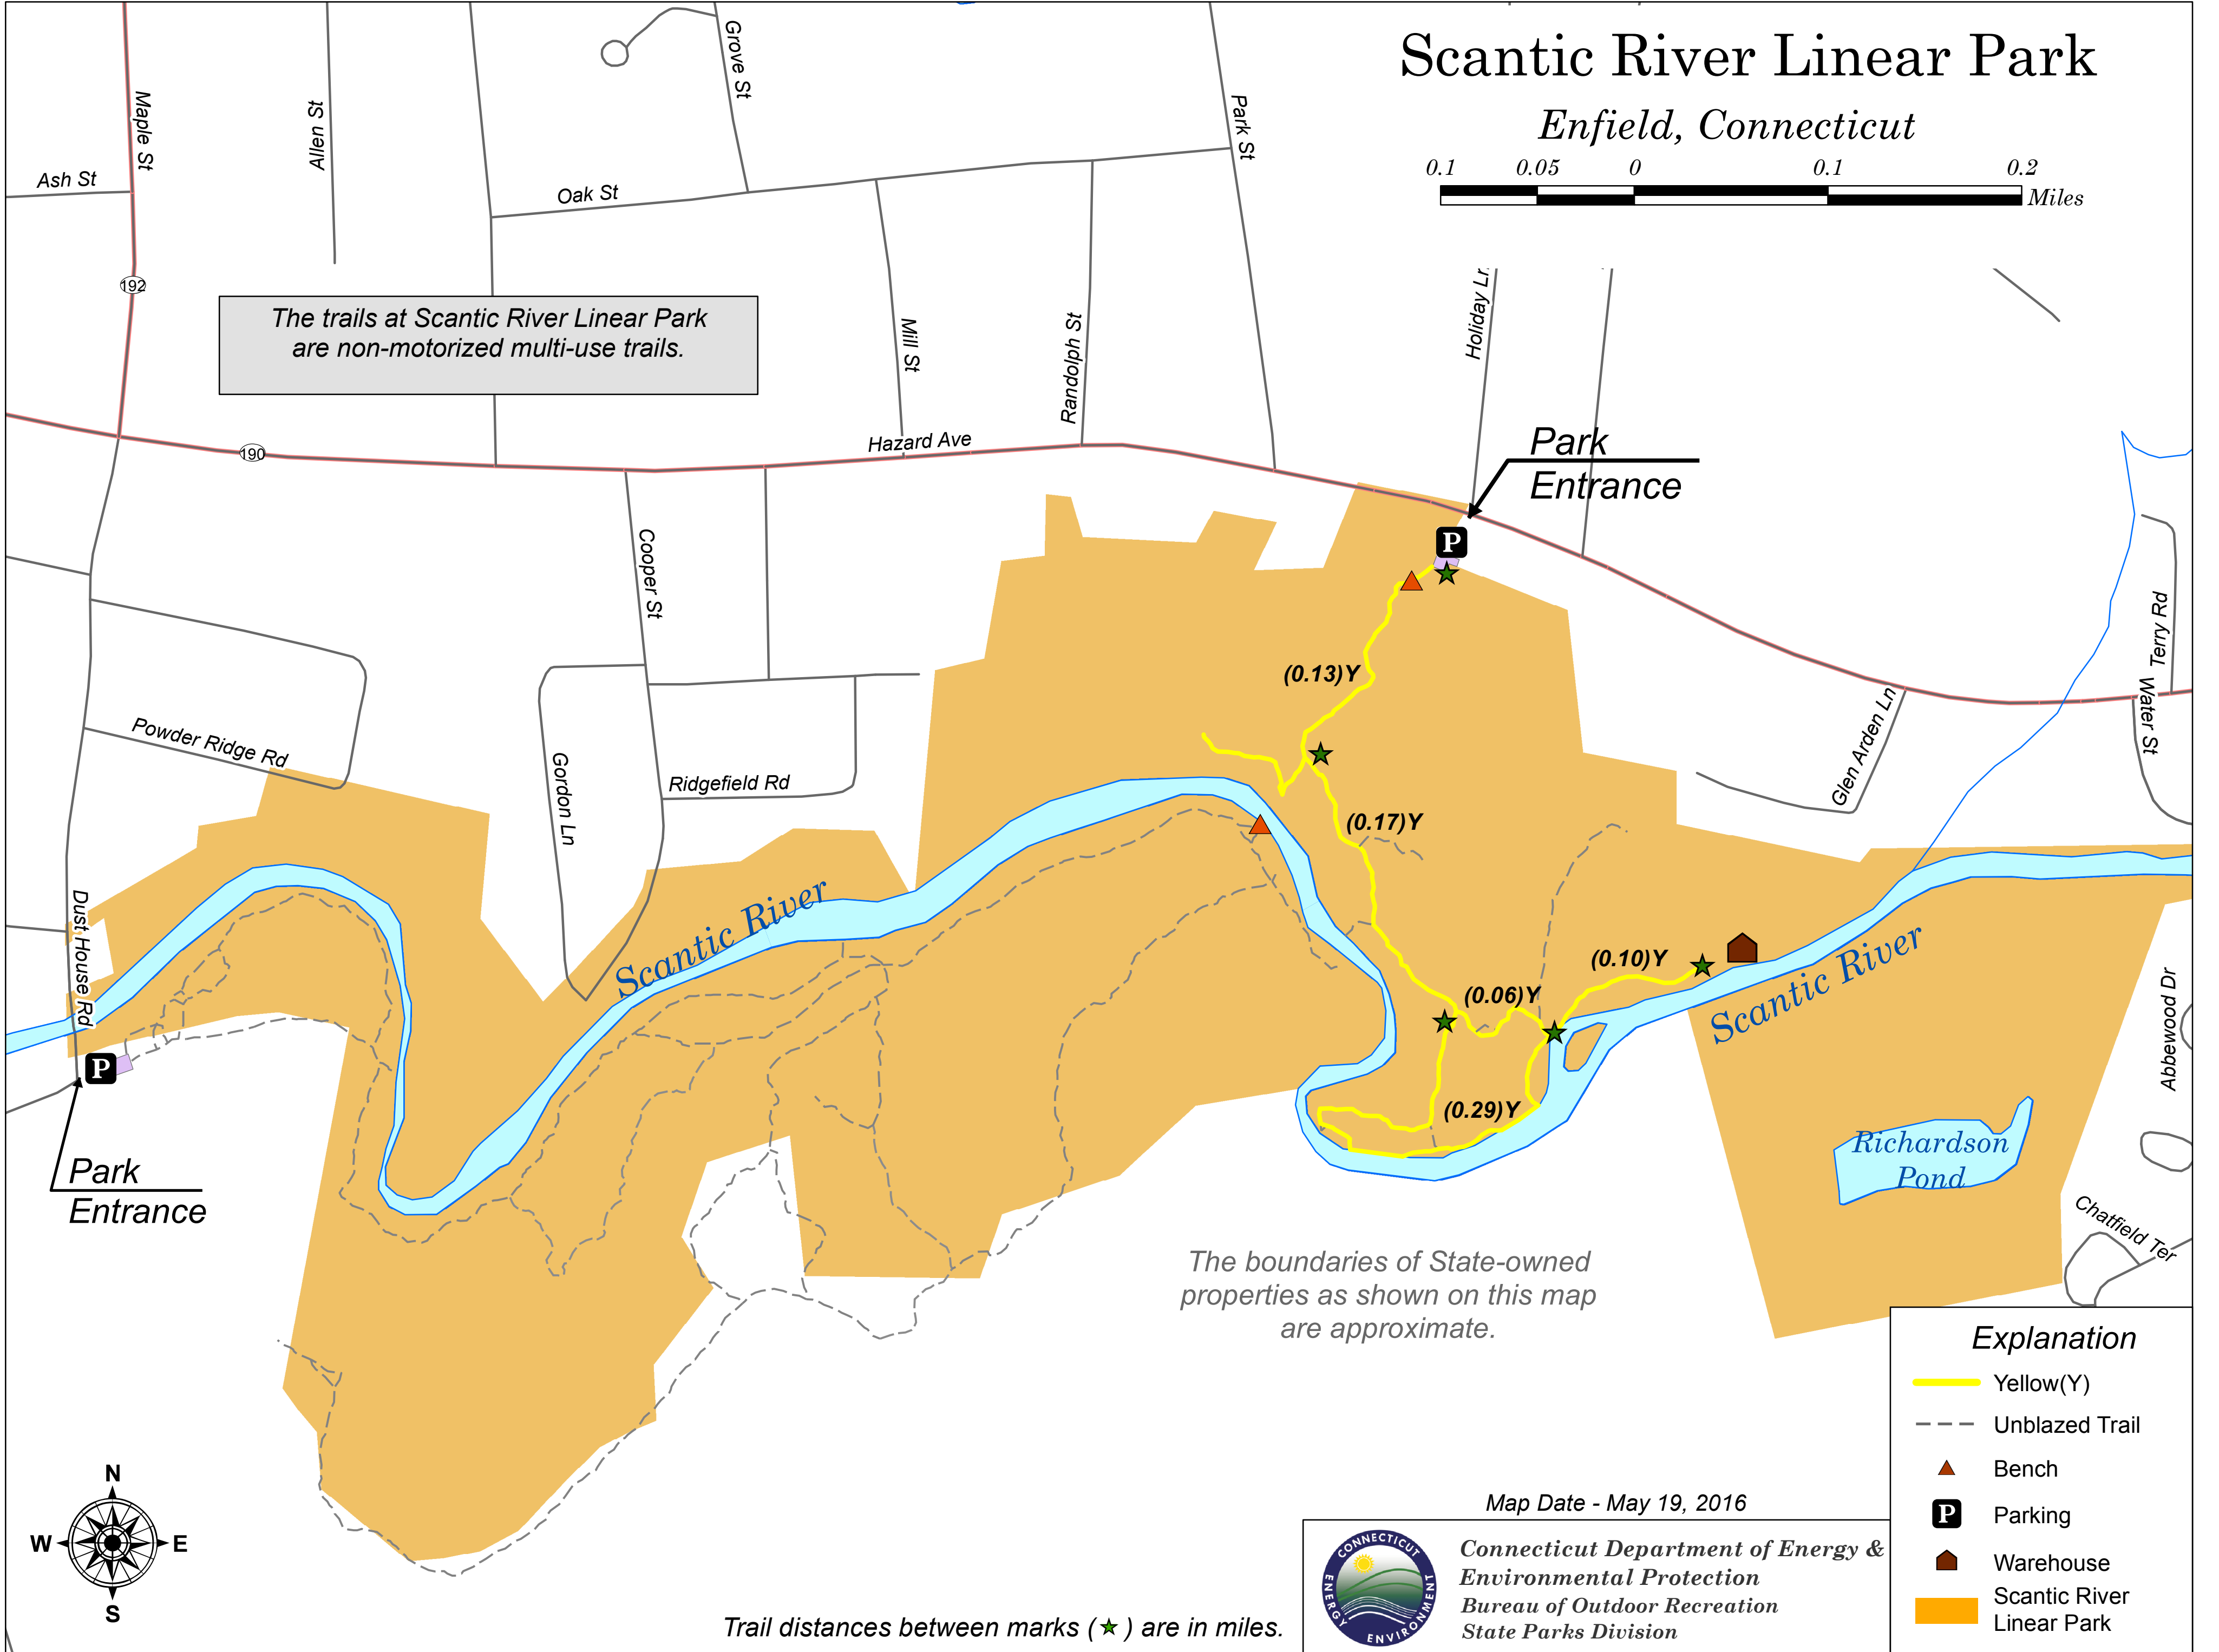 Scantic River Linear Park
Enfield, Connecticut
0.1 0.05 0 0.1 0.2
Miles
Grove St
Park St
Maple St
Allen St
Ash St
Oak St
192
The trails at Scantic River Linear Park
are non-motorized multi-use trails.
Mill St
Randolph St
Holiday Ln
Hazard Ave
190
Park
Entrance
P
Cooper St
Terry Rd
Water St
(0.13)Y
Powder Ridge Rd
Gordon Ln
Ridgefield Rd
Glen Arden Ln
(0.17)Y
Dust House Rd
Scantic River
(0.10)Y
(0.06)Y
Scantic River
Abbewood Dr
P
(0.29)Y
Richardson
Pond
Park
Entrance
Chatfield Ter
The boundaries of State-owned
properties as shown on this map
are approximate.
Explanation
Yellow(Y)
Unblazed Trail
Bench
P Parking
Warehouse
Scantic River
Linear Park
N
W E
S
Map Date - May 19, 2016
CONNECTICUT
ENERGY
ENVIRONMENT
Connecticut Department of Energy &
Environmental Protection
Bureau of Outdoor Recreation
State Parks Division
Trail distances between marks ( ) are in miles.